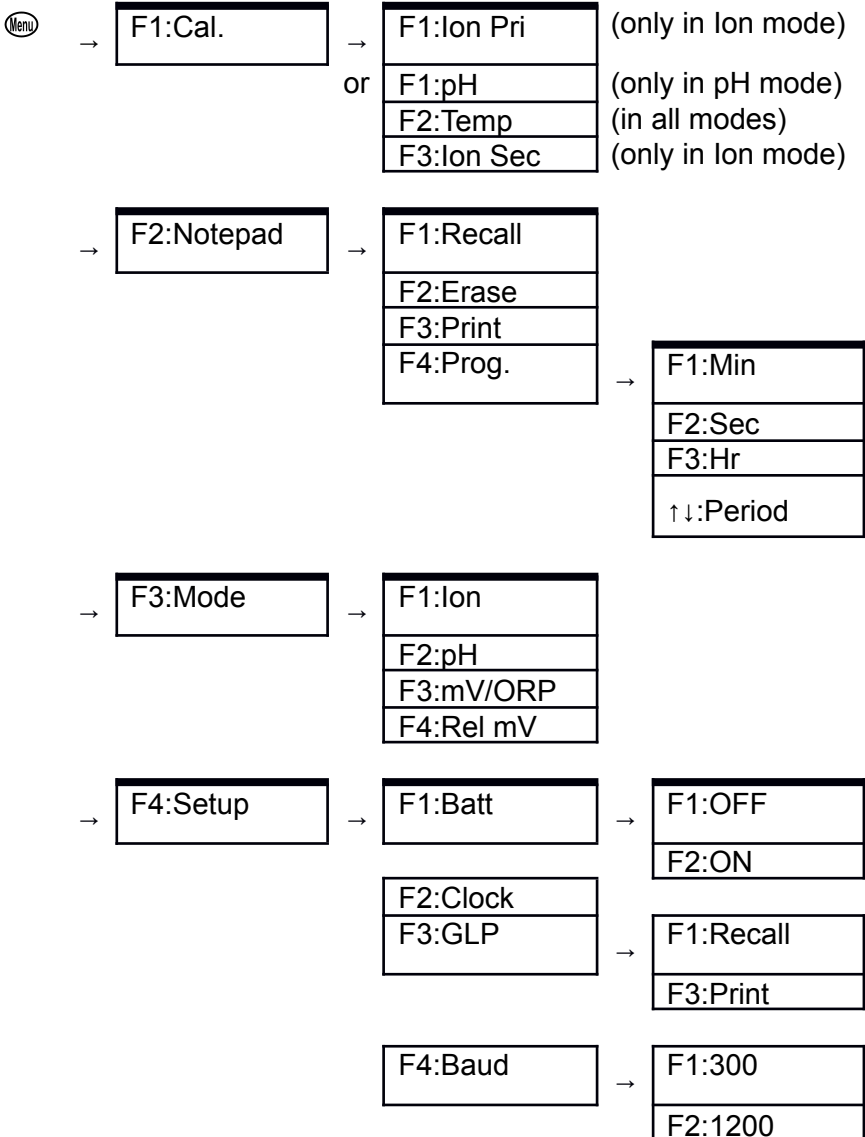 Menu → F1:Cal. → F1:Ion Pri (only in Ion mode)
or F1:pH (only in pH mode)
F2:Temp (in all modes)
F3:Ion Sec (only in Ion mode)
→ F2:Notepad → F1:Recall
F2:Erase
F3:Print
F4:Prog. → F1:Min
F2:Sec
F3:Hr
↑↓:Period
→ F3:Mode → F1:Ion
F2:pH
F3:mV/ORP
F4:Rel mV
→ F4:Setup → F1:Batt → F1:OFF
F2:ON
F2:Clock
F3:GLP → F1:Recall
F3:Print
F4:Baud → F1:300
F2:1200